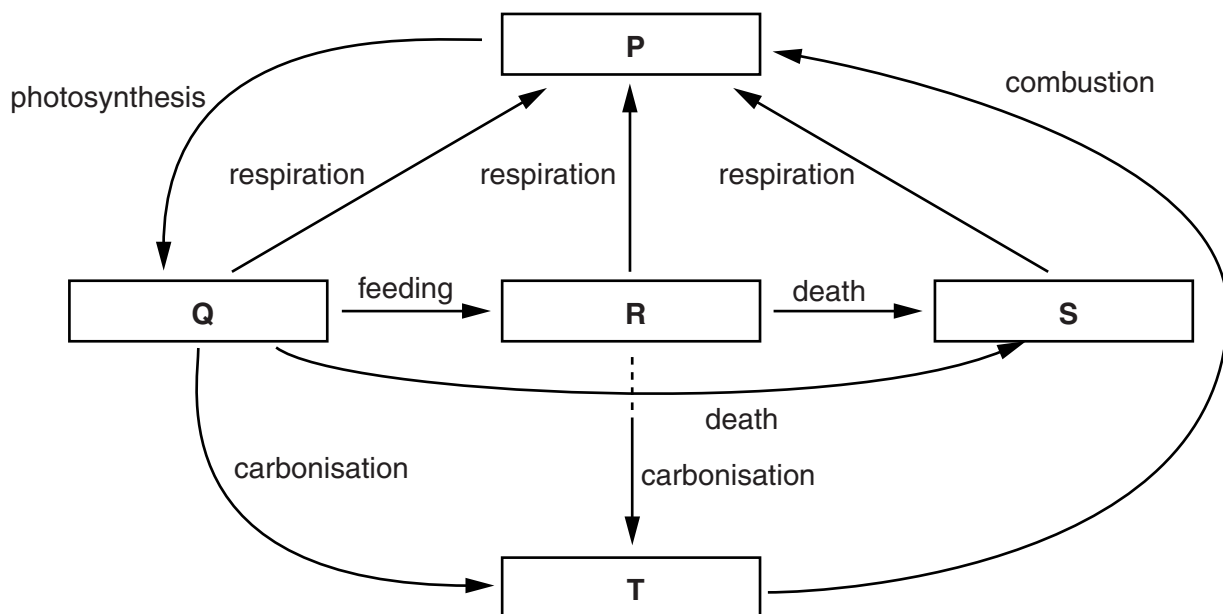 P
photosynthesis
combustion
respiration
respiration
respiration
Q
feeding
R
death
S
death
carbonisation
carbonisation
T